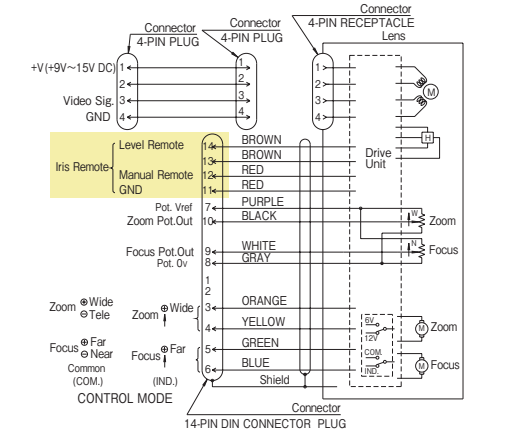 Connector
4-PIN PLUG
Connector
4-PIN PLUG
Connector
4-PIN RECEPTACLE
Lens
+V(+9V~15V DC) 1 1 1
2 2 2
Video Sig. 3 3 3
GND 4 4 4
M
H
Drive
Unit
Iris Remote
Level Remote 14 BROWN
13 BROWN
Manual Remote 12 RED
GND 11 RED
Pot. Vref 7 PURPLE
Zoom Pot.Out 10 BLACK
W Zoom
Focus Pot.Out 9 WHITE
Pot. 0v 8 GRAY
N Focus
1
2
Zoom ⊕Wide
⊖Tele
Zoom ⊕Wide
3 ORANGE
4 YELLOW
6V
12V
M Zoom
Focus ⊕Far
⊖Near
Focus ⊕Far
5 GREEN
6 BLUE
COM.
IND.
M Focus
Common
(COM.)
(IND.)
Shield
CONTROL MODE
Connector
14-PIN DIN CONNECTOR PLUG